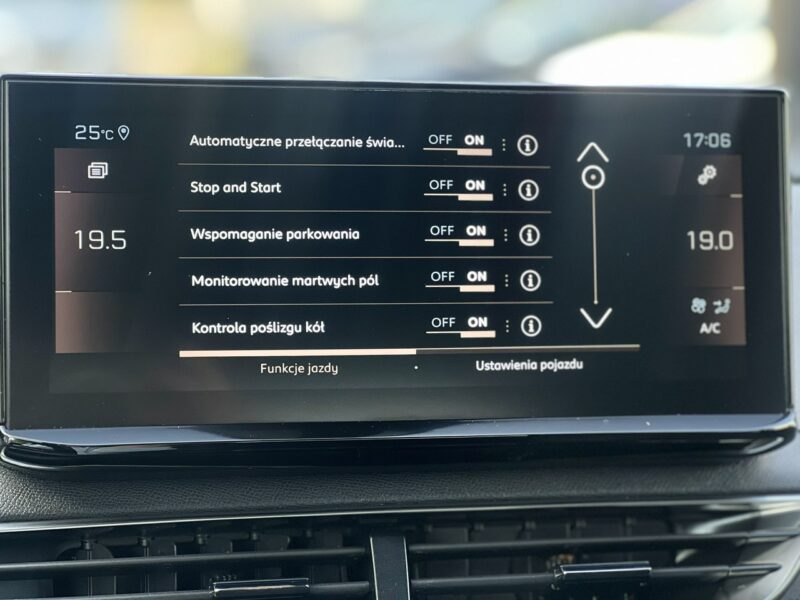 25°C
17:06
Automatyczne przełączanie świa... OFF ON
Stop and Start OFF ON
19.5
Wspomaganie parkowania OFF ON
19.0
Monitorowanie martwych pól OFF ON
A/C
Kontrola poślizgu kół OFF ON
Funkcje jazdy
Ustawienia pojazdu